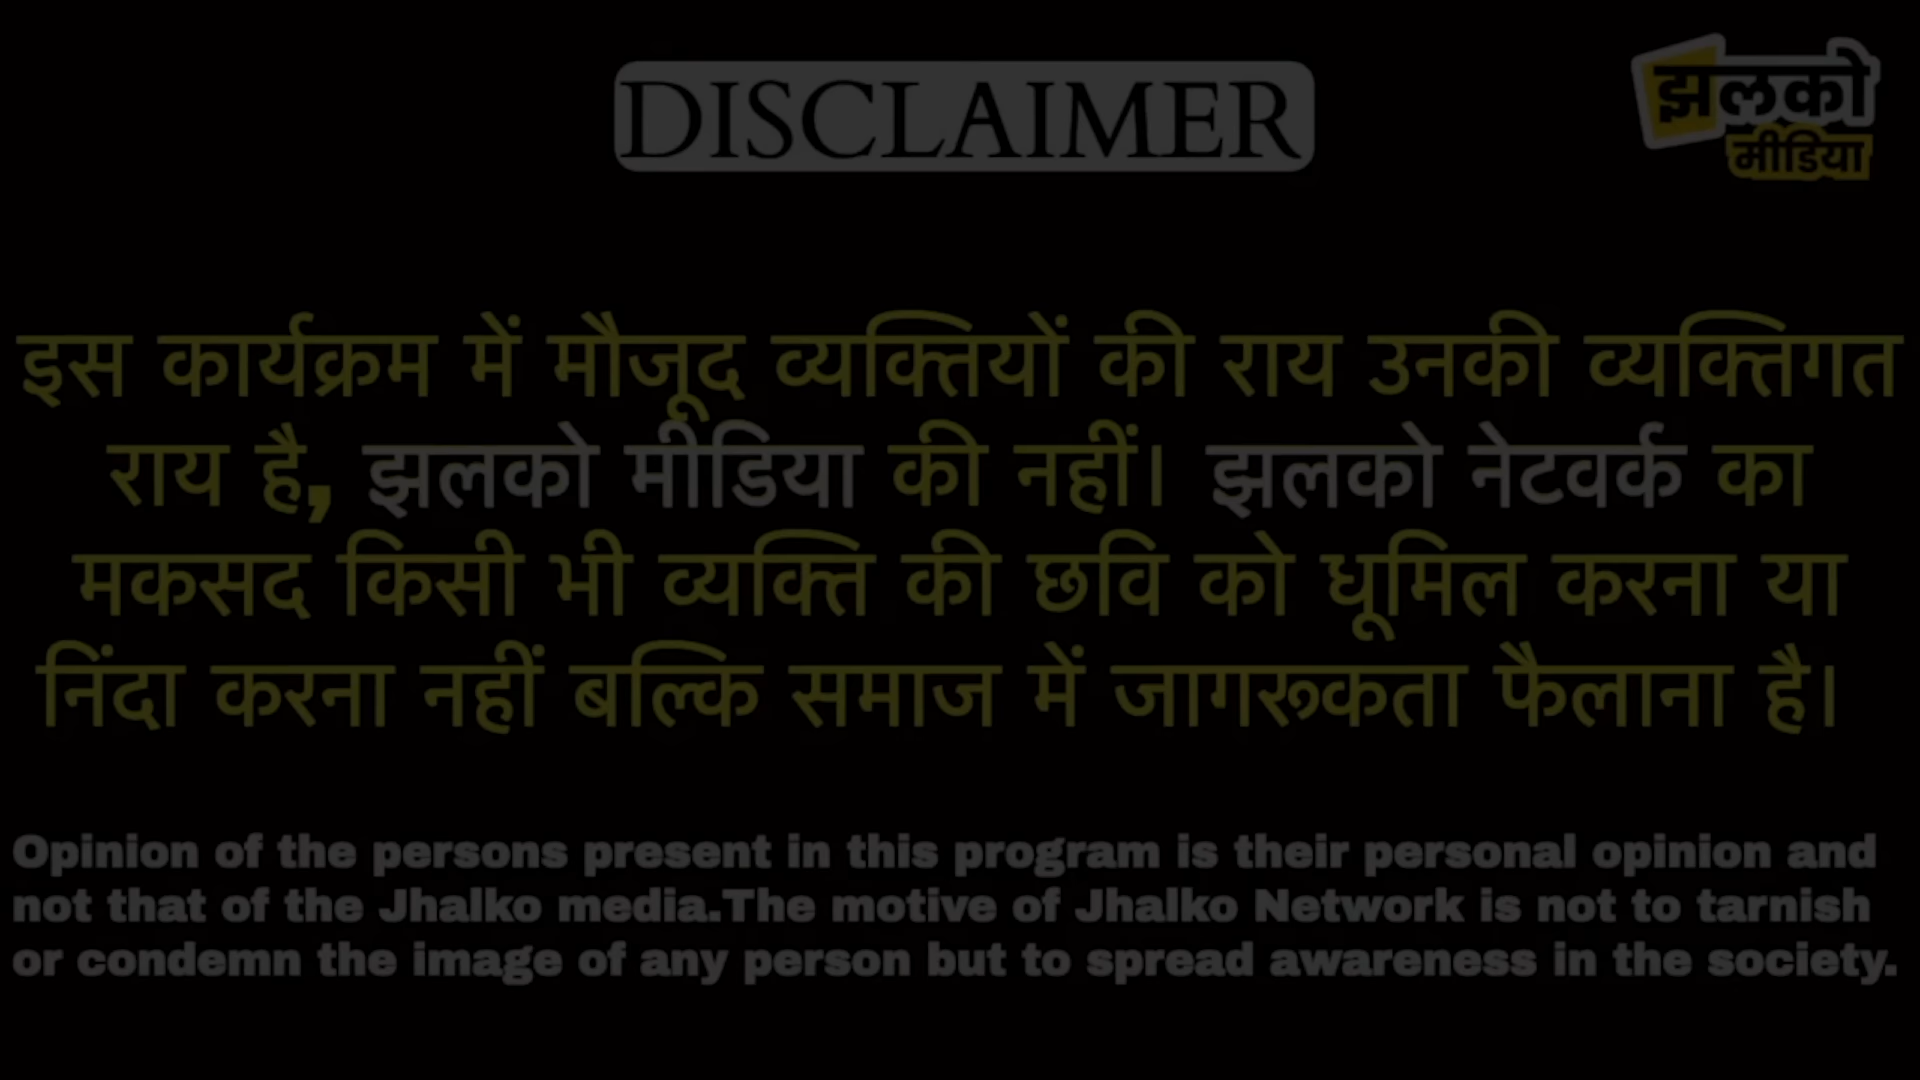 DISCLAIMER
झलको
मीडिया
इस कार्यक्रम में मौजूद व्यक्तियों की राय उनकी व्यक्तिगत
राय है, झलको मीडिया की नहीं। झलको नेटवर्क का
मकसद किसी भी व्यक्ति की छवि को धूमिल करना या
निंदा करना नहीं बल्कि समाज में जागरूकता फैलाना है।
Opinion of the persons present in this program is their personal opinion and
not that of the Jhalko media.The motive of Jhalko Network is not to tarnish
or condemn the image of any person but to spread awareness in the society.